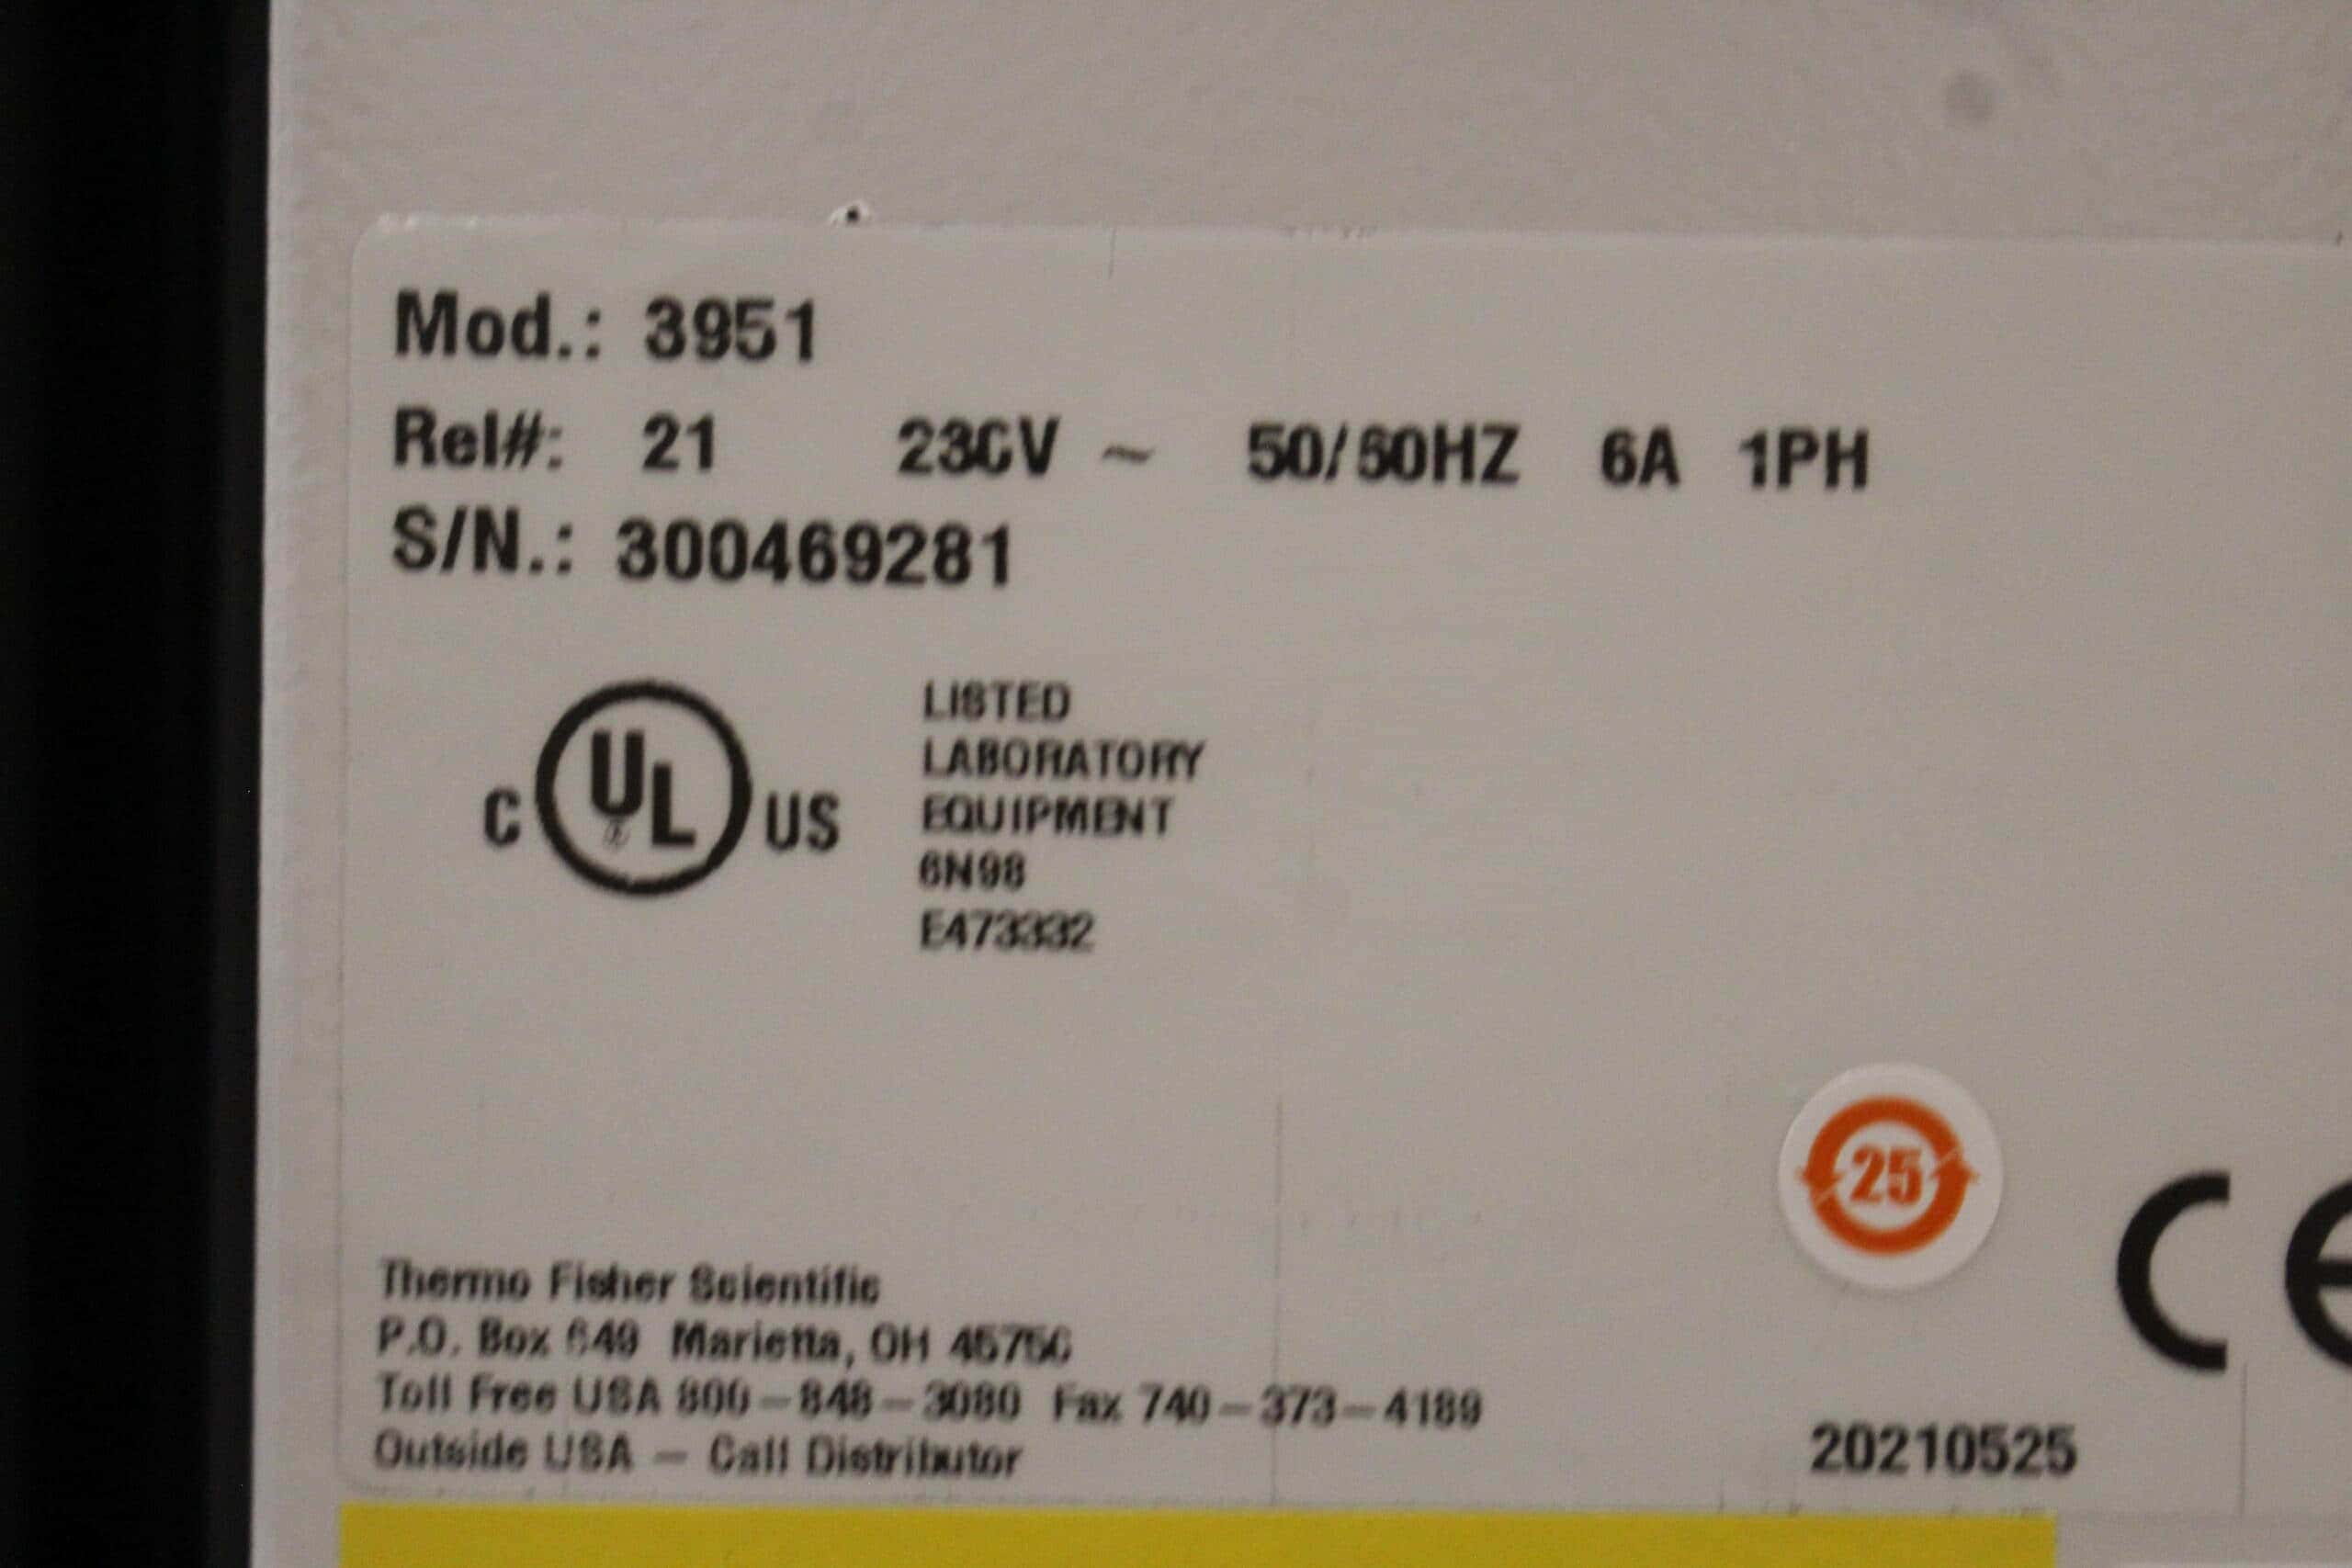 Mod.: 3951
Rel#: 21 230V ~ 50/60HZ 6A 1PH
S/N.: 300469281
C UL US
®
LISTED
LABORATORY
EQUIPMENT
6N98
E473332
25
CE
Thermo Fisher Scientific
P.O. Box 649 Marietta, OH 45750
Toll Free USA 800-848-3080 Fax 740-373-4189
Outside USA - Call Distributor
20210525